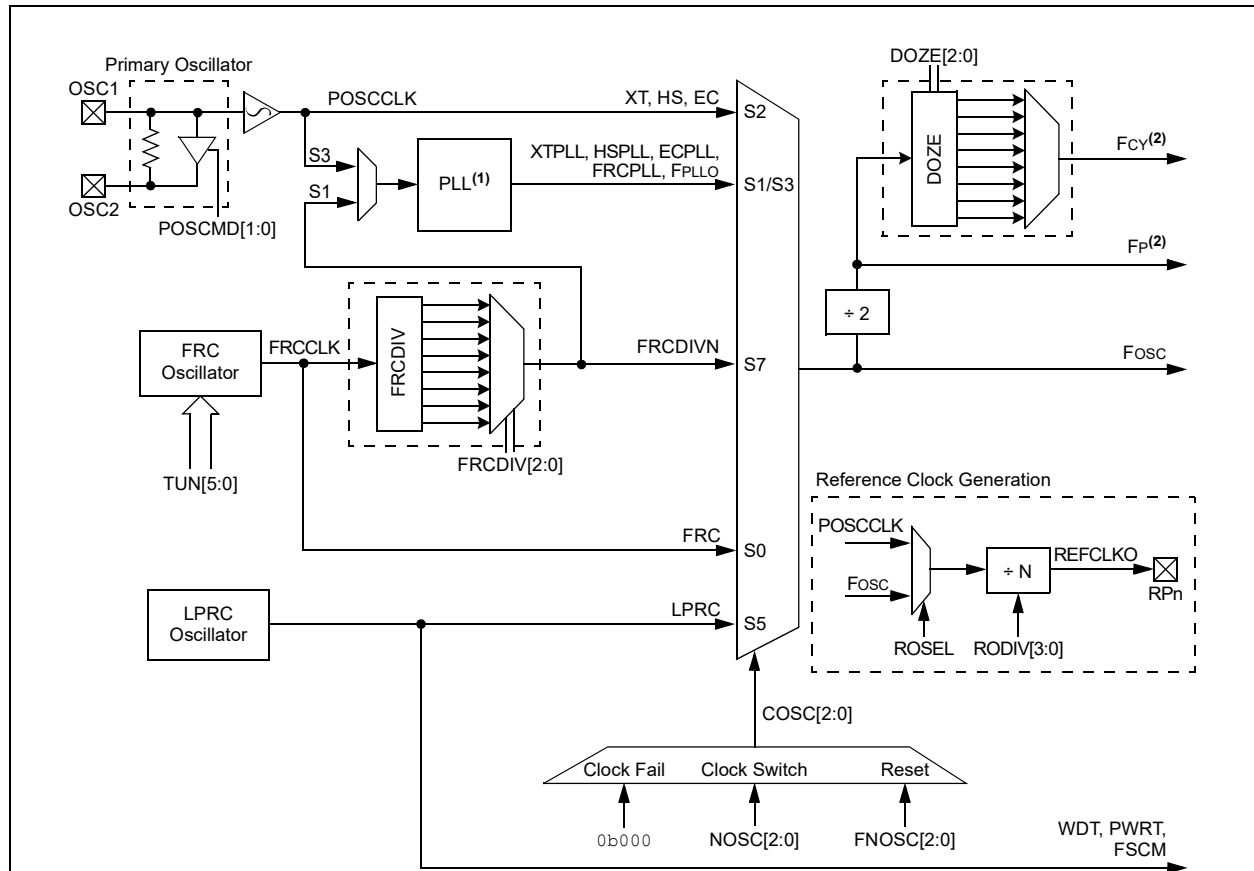 Primary Oscillator
OSC1
OSC2
POSCMD[1:0]
POSCCLK
XT, HS, EC
S2
S3
S1
PLL(1)
XTPLL, HSPLL, ECPLL,
FRCPLL, FPLLO
S1/S3
DOZE[2:0]
DOZE
FCY(2)
FP(2)
÷ 2
FOSC
FRC
Oscillator
FRCCLK
FRCDIV
FRCDIVN
S7
FRCDIV[2:0]
TUN[5:0]
FRC
S0
LPRC
Oscillator
LPRC
S5
Reference Clock Generation
POSCCLK
FOSC
÷ N
REFCLKO
RPn
ROSEL
RODIV[3:0]
COSC[2:0]
Clock Fail
Clock Switch
Reset
0b000
NOSC[2:0]
FNOSC[2:0]
WDT, PWRT,
FSCM